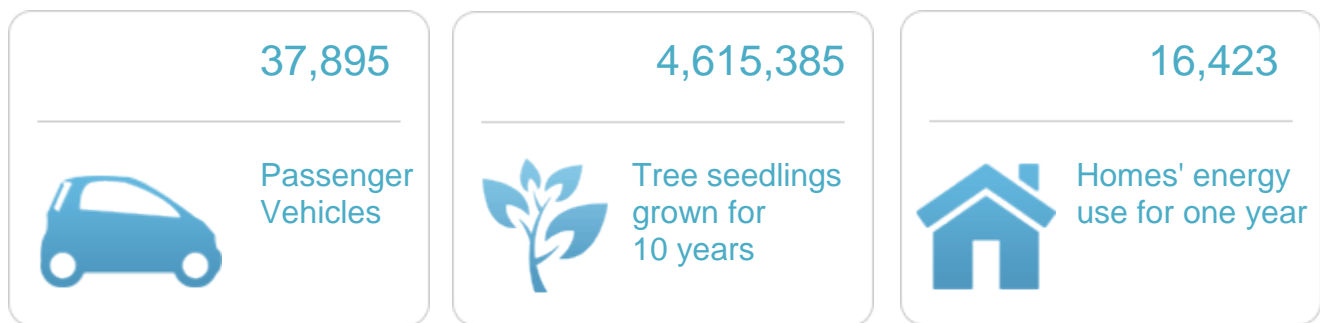 37,895
Passenger
Vehicles
4,615,385
Tree seedlings
grown for
10 years
16,423
Homes' energy
use for one year